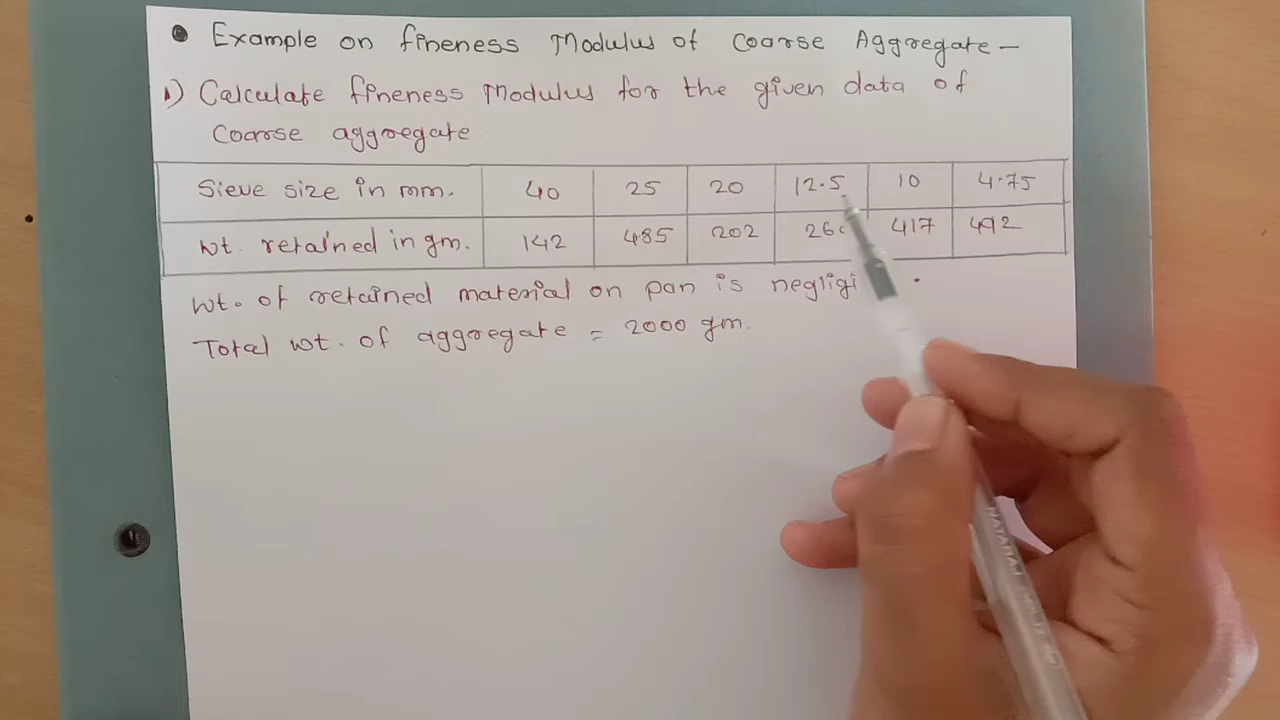 Example on fineness Modulus of Coarse Aggregate –
1) Calculate fineness Modulus for the given data of
Coarse aggregate
Sieve size in mm. 40 25 20 12.5 10 4.75
Wt. retained in gm. 142 485 202 417 492
Wt. of retained material on pan is
Total wt. of aggregate = 2000 gm.
NATARAJ